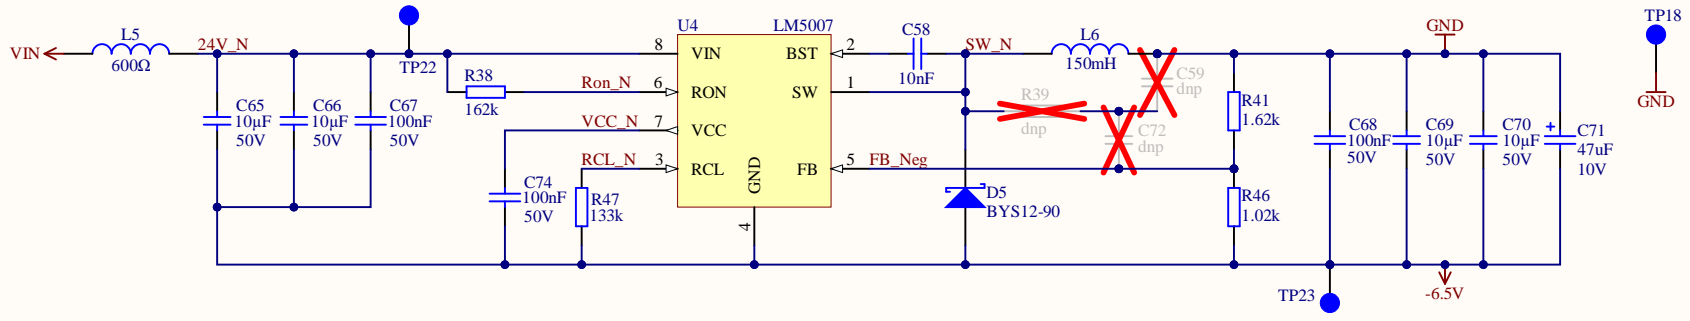 VIN
L5
600Ω
24V_N
TP22
C65
10µF
50V
C66
10µF
50V
C67
100nF
50V
R38
162k
Ron_N
VCC_N
RCL_N
C74
100nF
50V
R47
133k
U4
LM5007
8
VIN
6
RON
7
VCC
3
RCL
GND
4
BST
2
SW
1
FB
5
C58
10nF
SW_N
FB_Neg
D5
BYS12-90
L6
150mH
R39
dnp
C59
dnp
C72
dnp
R41
1.62k
R46
1.02k
C68
100nF
50V
C69
10µF
50V
C70
10µF
50V
+
C71
47uF
10V
GND
-6.5V
TP23
TP18
GND